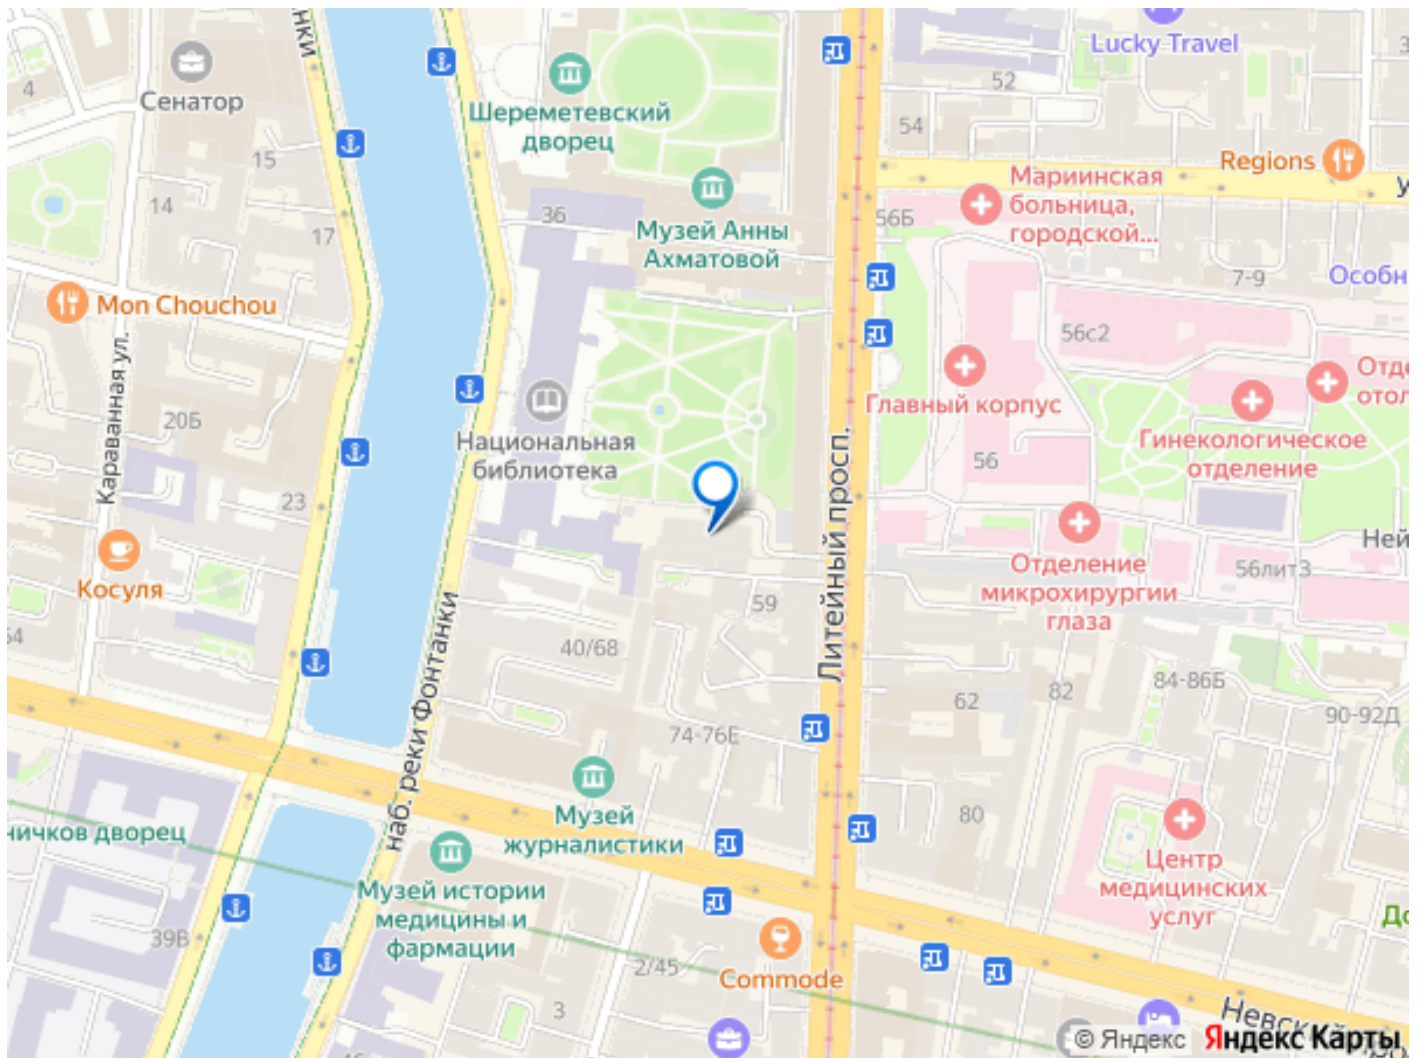 Lucky Travel
4
Сенатор
Шереметевский
дворец
52
54
15
Regions
14
17
36
Музей Анны
Ахматовой
56Б
Мариинская
больница,
городской...
7-9
Mon Chouchou
56с2
Караванная ул.
20Б
Национальная
библиотека
Главный корпус
56
Гинекологическое
отделение
Литейный просп.
23
Косуля
59
Отделение
микрохирургии
глаза
56лит3
40/68
наб. реки Фонтанки
62
82
84-86Б
90-92Д
74-76Е
Музей
журналистики
80
Музей истории
медицины и
фармации
Центр
медицинских
услуг
39В
2/45
Commode
3
© Яндекс
Яндекс Карты